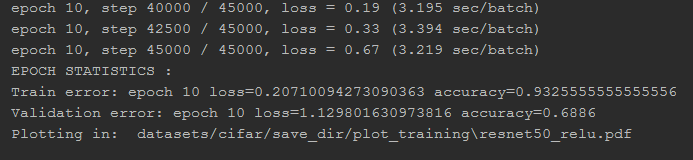 epoch 10, step 40000 / 45000, loss = 0.19 (3.195 sec/batch)
epoch 10, step 42500 / 45000, loss = 0.33 (3.394 sec/batch)
epoch 10, step 45000 / 45000, loss = 0.67 (3.219 sec/batch)
EPOCH STATISTICS :
Train error: epoch 10 loss=0.20710094273090363 accuracy=0.9325555555555556
Validation error: epoch 10 loss=1.129801630973816 accuracy=0.6886
Plotting in:  datasets/cifar/save_dir/plot_training\resnet50_relu.pdf